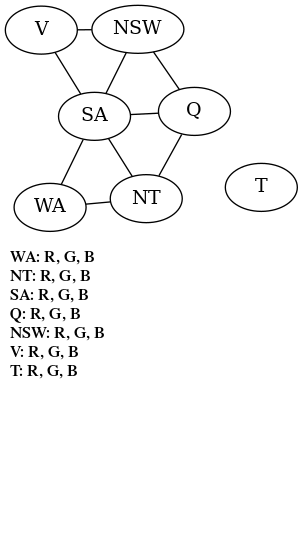 V NSW
SA Q
WA NT T
WA: R, G, B
NT: R, G, B
SA: R, G, B
Q: R, G, B
NSW: R, G, B
V: R, G, B
T: R, G, B